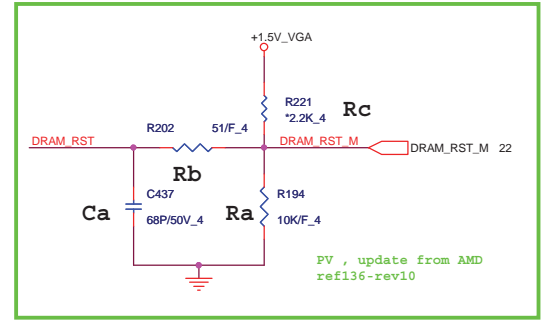 +1.5V_VGA
R221
*2.2K_4
Rc
R202
51/F_4
DRAM_RST
DRAM_RST_M
DRAM_RST_M 22
Rb
C437
68P/50V_4
Ca
Ra
R194
10K/F_4
PV , update from AMD
ref136-rev10